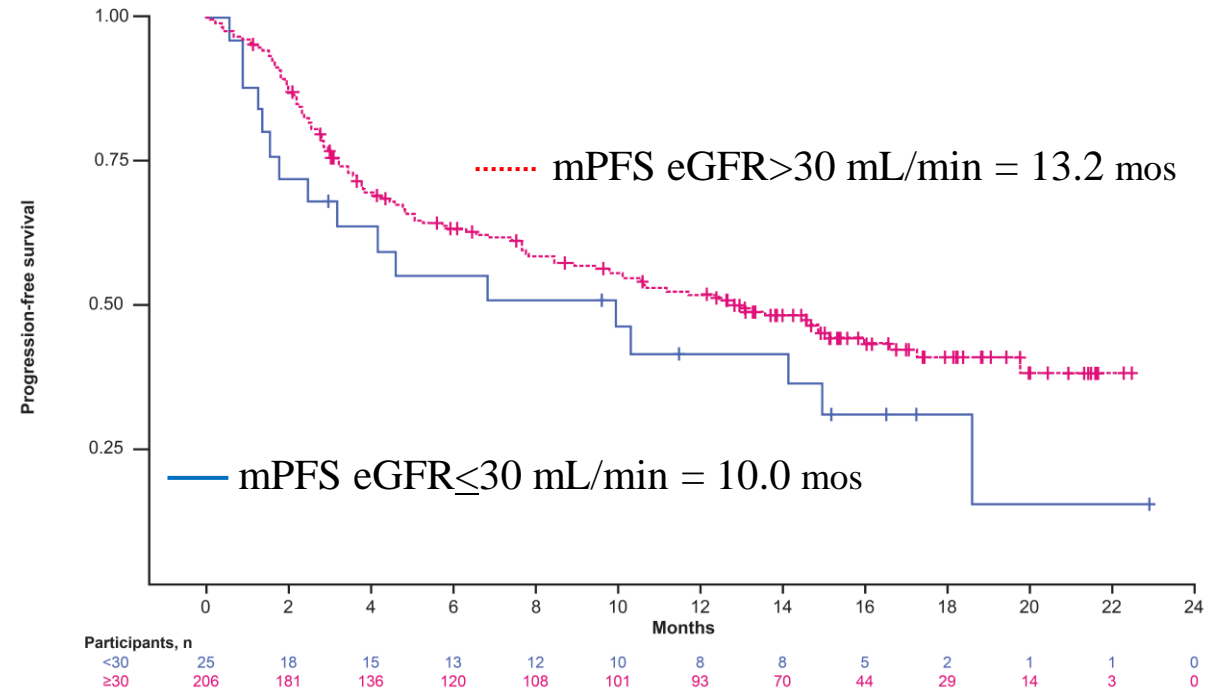 1.00
0.75
0.50
0.25
Progression-free survival
mPFS eGFR>30 mL/min = 13.2 mos
mPFS eGFR≤30 mL/min = 10.0 mos
0 2 4 6 8 10 12 14 16 18 20 22 24
Months
Participants, n
<30 25 18 15 13 12 10 8 8 5 2 1 1 0
≥30 206 181 136 120 108 101 93 70 44 29 14 3 0